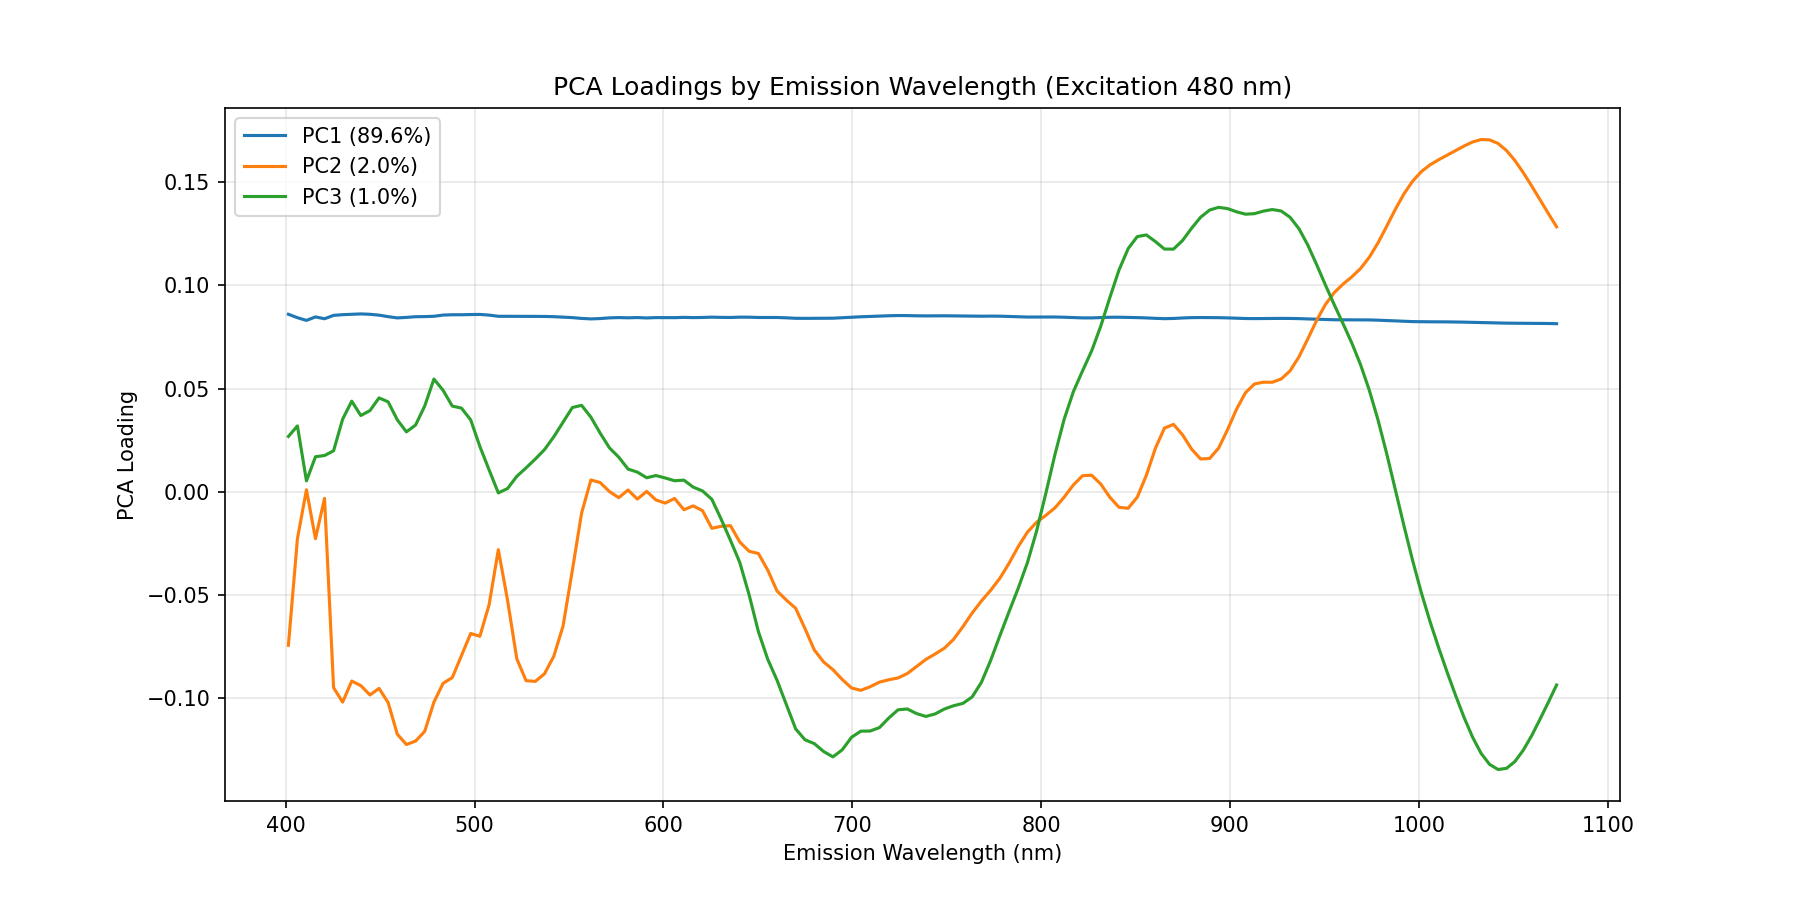 PCA Loadings by Emission Wavelength (Excitation 480 nm)
PC1 (89.6%)
PC2 (2.0%)
PC3 (1.0%)
PCA Loading
0.15
0.10
0.05
0.00
−0.05
−0.10
400 500 600 700 800 900 1000 1100
Emission Wavelength (nm)